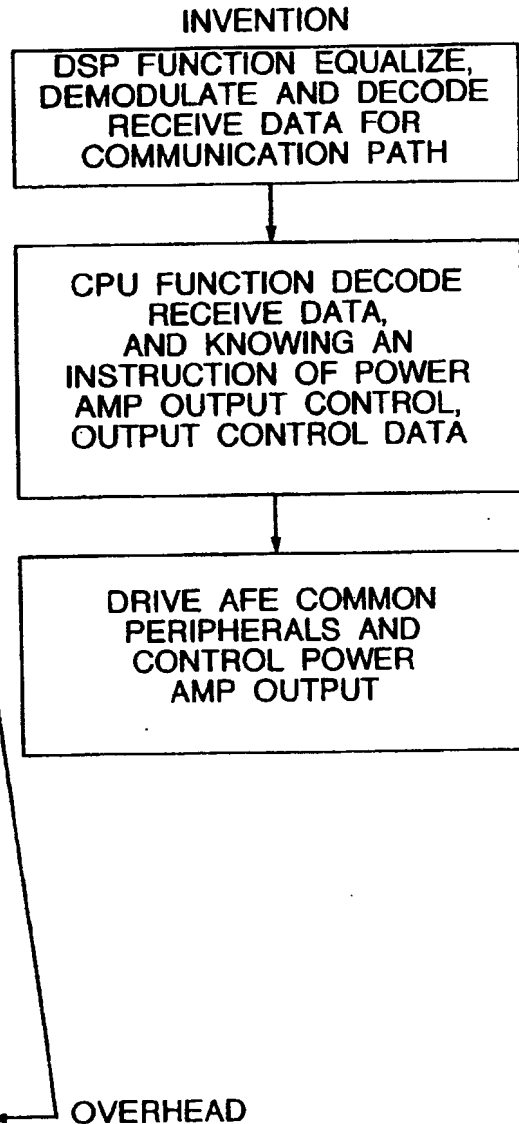 INVENTION
DSP FUNCTION EQUALIZE,
DEMODULATE AND DECODE
RECEIVE DATA FOR
COMMUNICATION PATH
CPU FUNCTION DECODE
RECEIVE DATA,
AND KNOWING AN
INSTRUCTION OF POWER
AMP OUTPUT CONTROL,
OUTPUT CONTROL DATA
DRIVE AFE COMMON
PERIPHERALS AND
CONTROL POWER
AMP OUTPUT
OVERHEAD